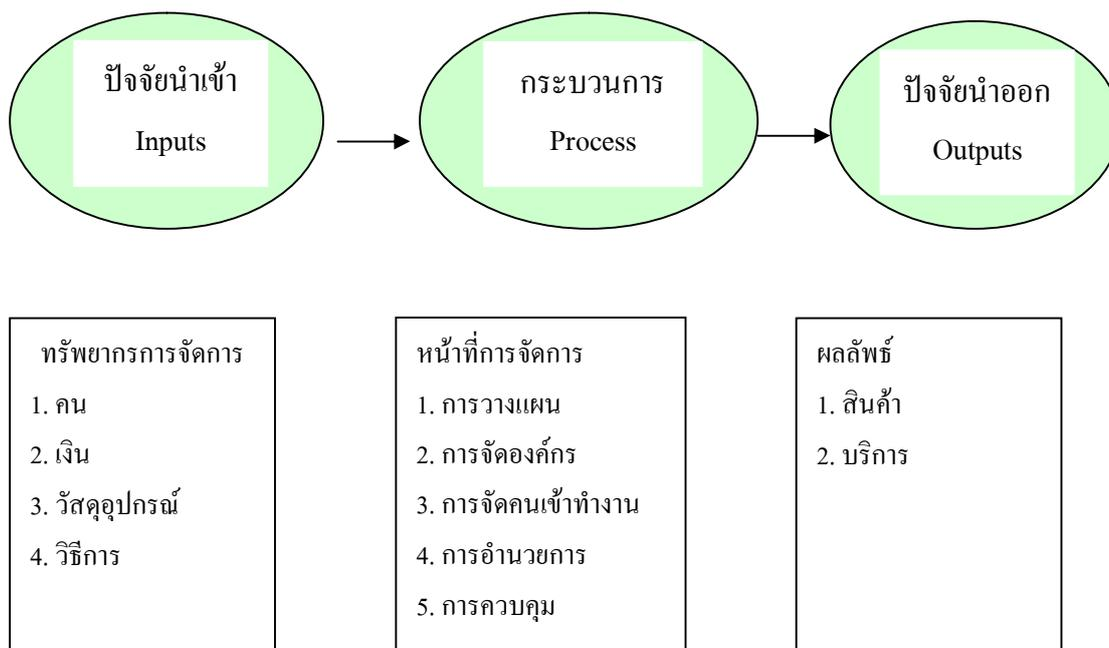 ปัจจัยนำเข้า
Inputs
กระบวนการ
Process
ปัจจัยนำออก
Outputs
ทรัพยากรการจัดการ
1. คน
2. เงิน
3. วัสดุอุปกรณ์
4. วิธีการ
หน้าที่การจัดการ
1. การวางแผน
2. การจัดองค์กร
3. การจัดคนเข้าทำงาน
4. การอำนวยการ
5. การควบคุม
ผลลัพธ์
1. สินค้า
2. บริการ